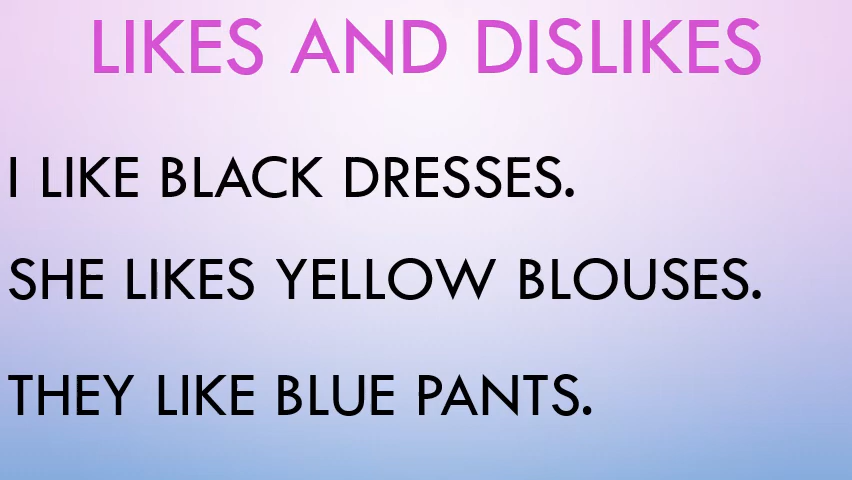 LIKES AND DISLIKES
I LIKE BLACK DRESSES.
SHE LIKES YELLOW BLOUSES.
THEY LIKE BLUE PANTS.